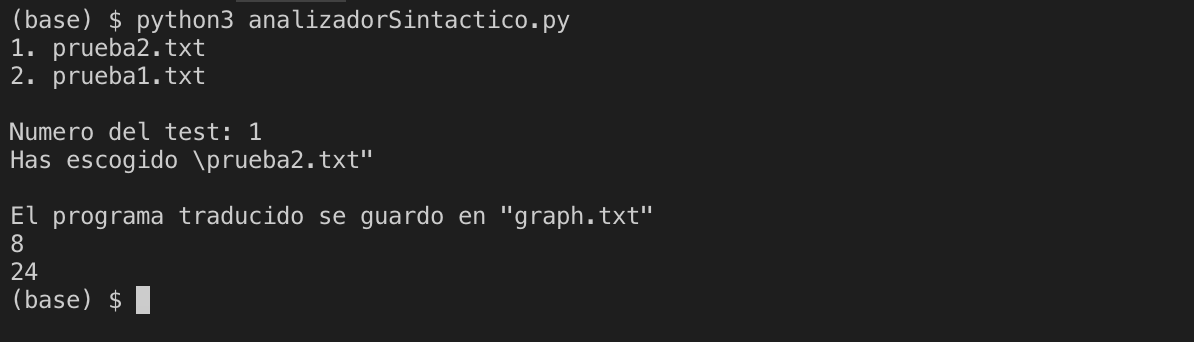 (base) $ python3 analizadorSintactico.py
1. prueba2.txt
2. prueba1.txt
Numero del test: 1
Has escogido \prueba2.txt"
El programa traducido se guardo en "graph.txt"
8
24
(base) $